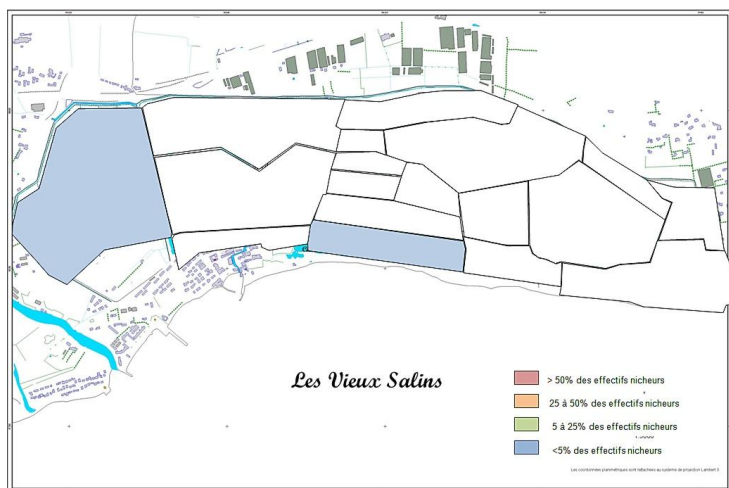 Les Vieux Salins
> 50% des effectifs nicheurs
25 à 50% des effectifs nicheurs
5 à 25% des effectifs nicheurs
<5% des effectifs nicheurs
Les coordonnées planimétriques sont rattachées au système de projection Lambert II